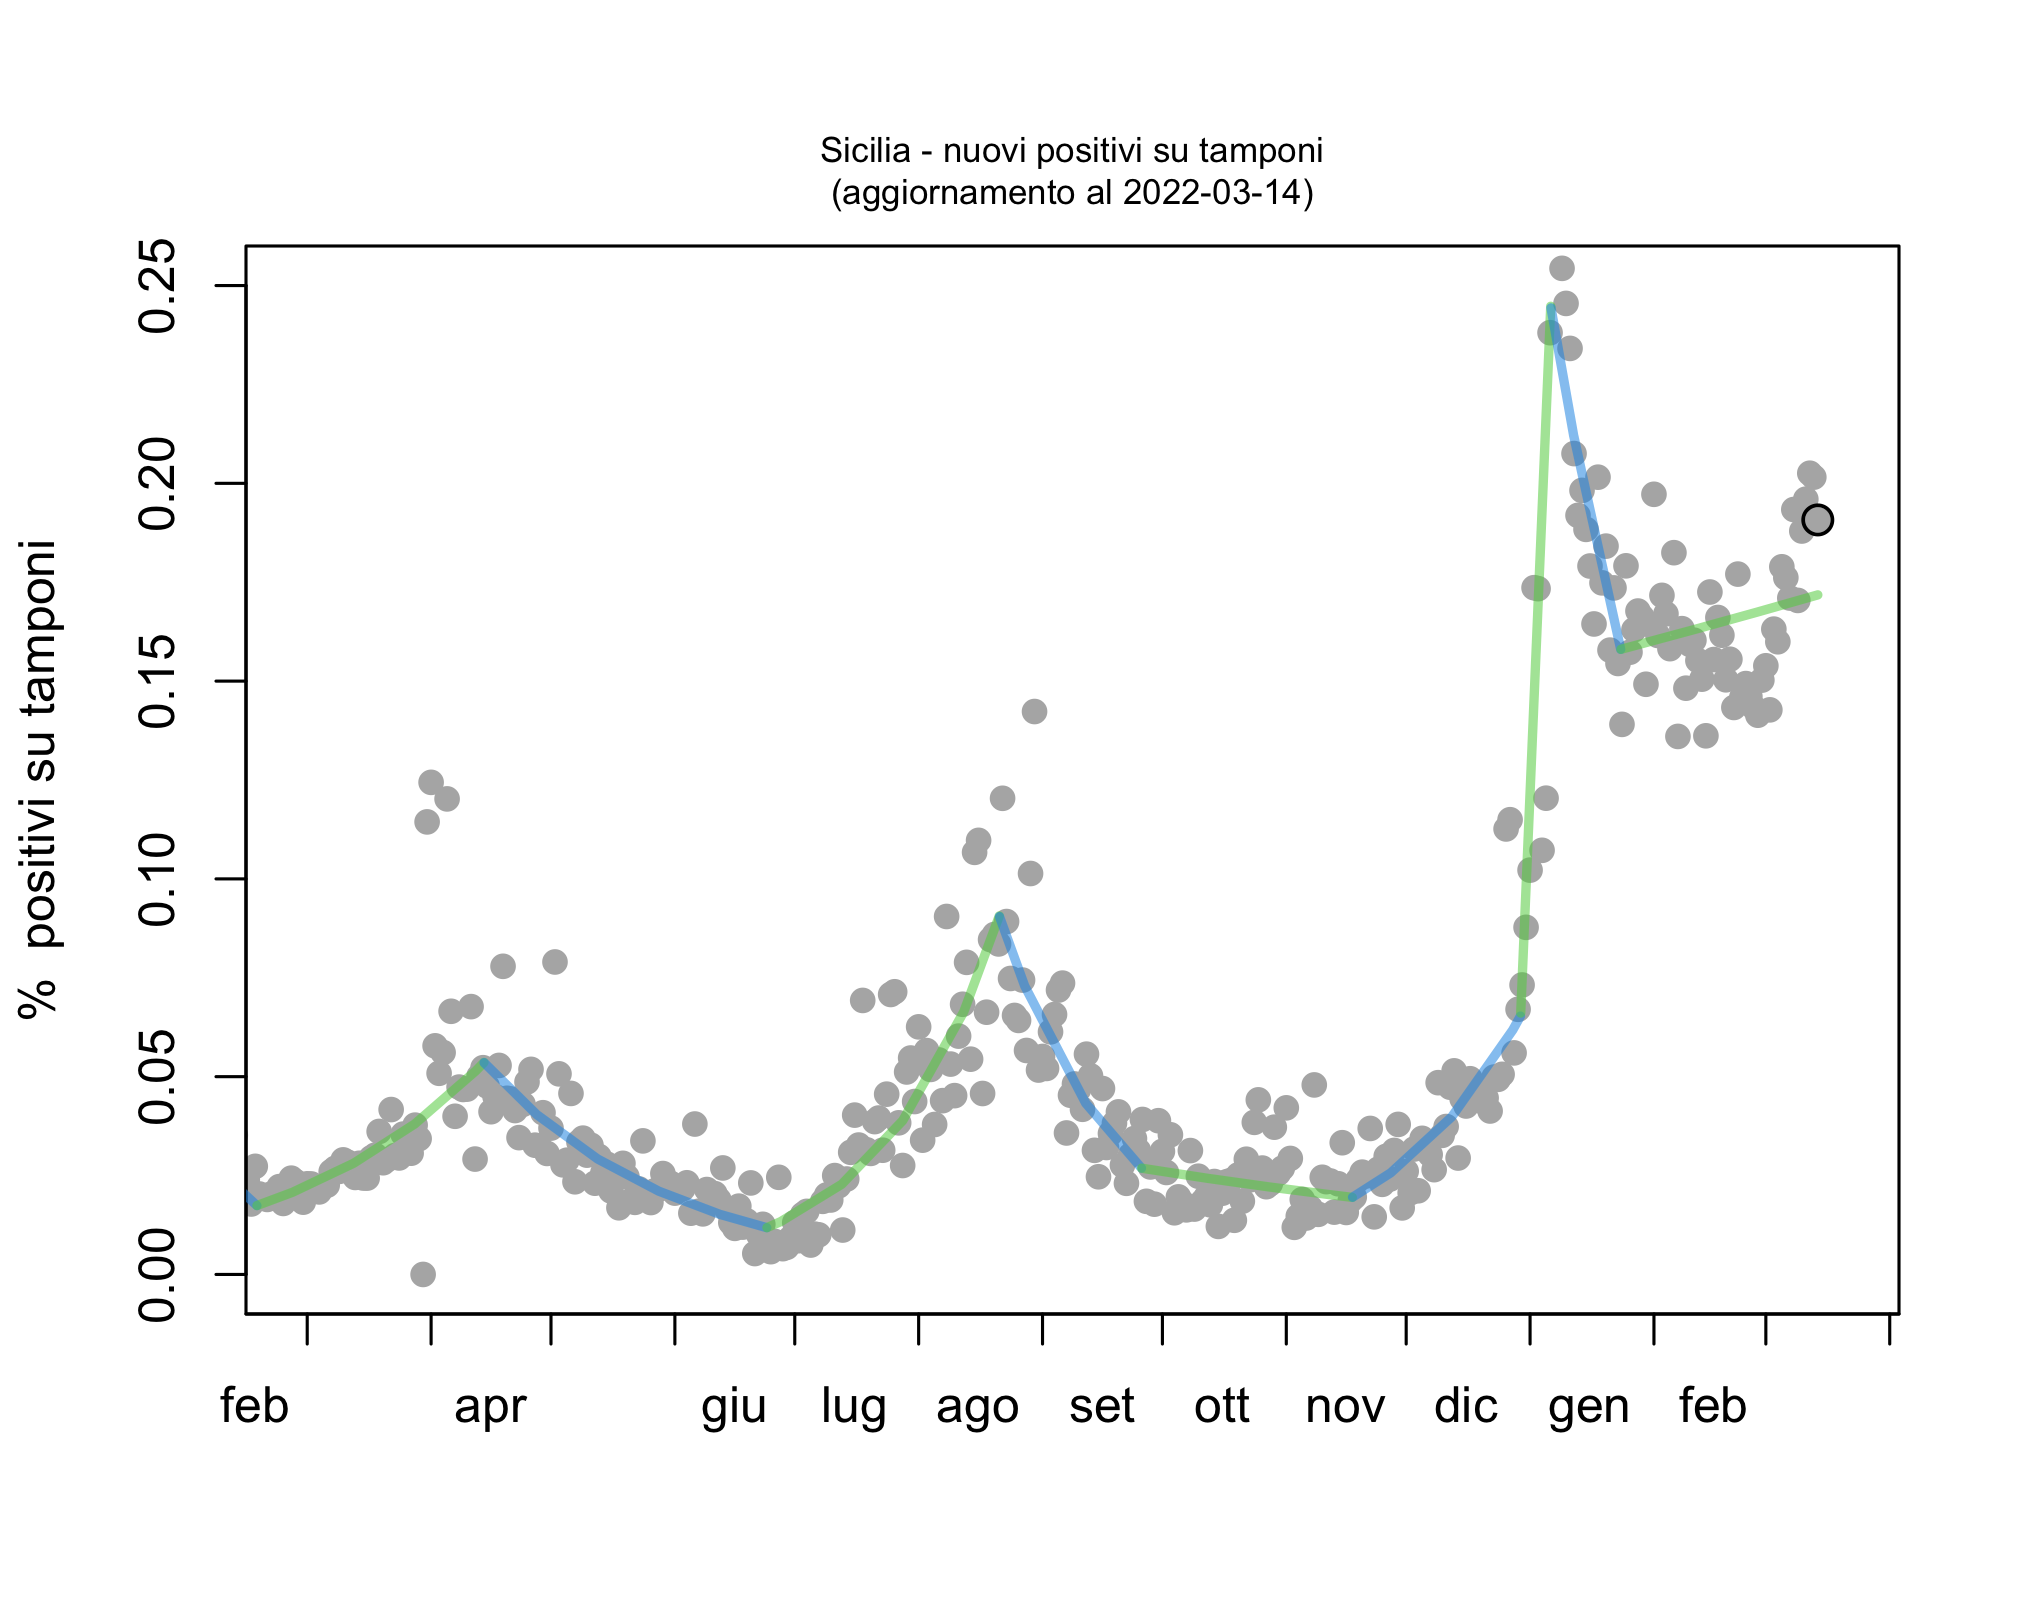 Sicilia - nuovi positivi su tamponi
(aggiornamento al 2022-03-14)
% positivi su tamponi
0.25
0.20
0.15
0.10
0.05
0.00
feb apr giu lug ago set ott nov dic gen feb